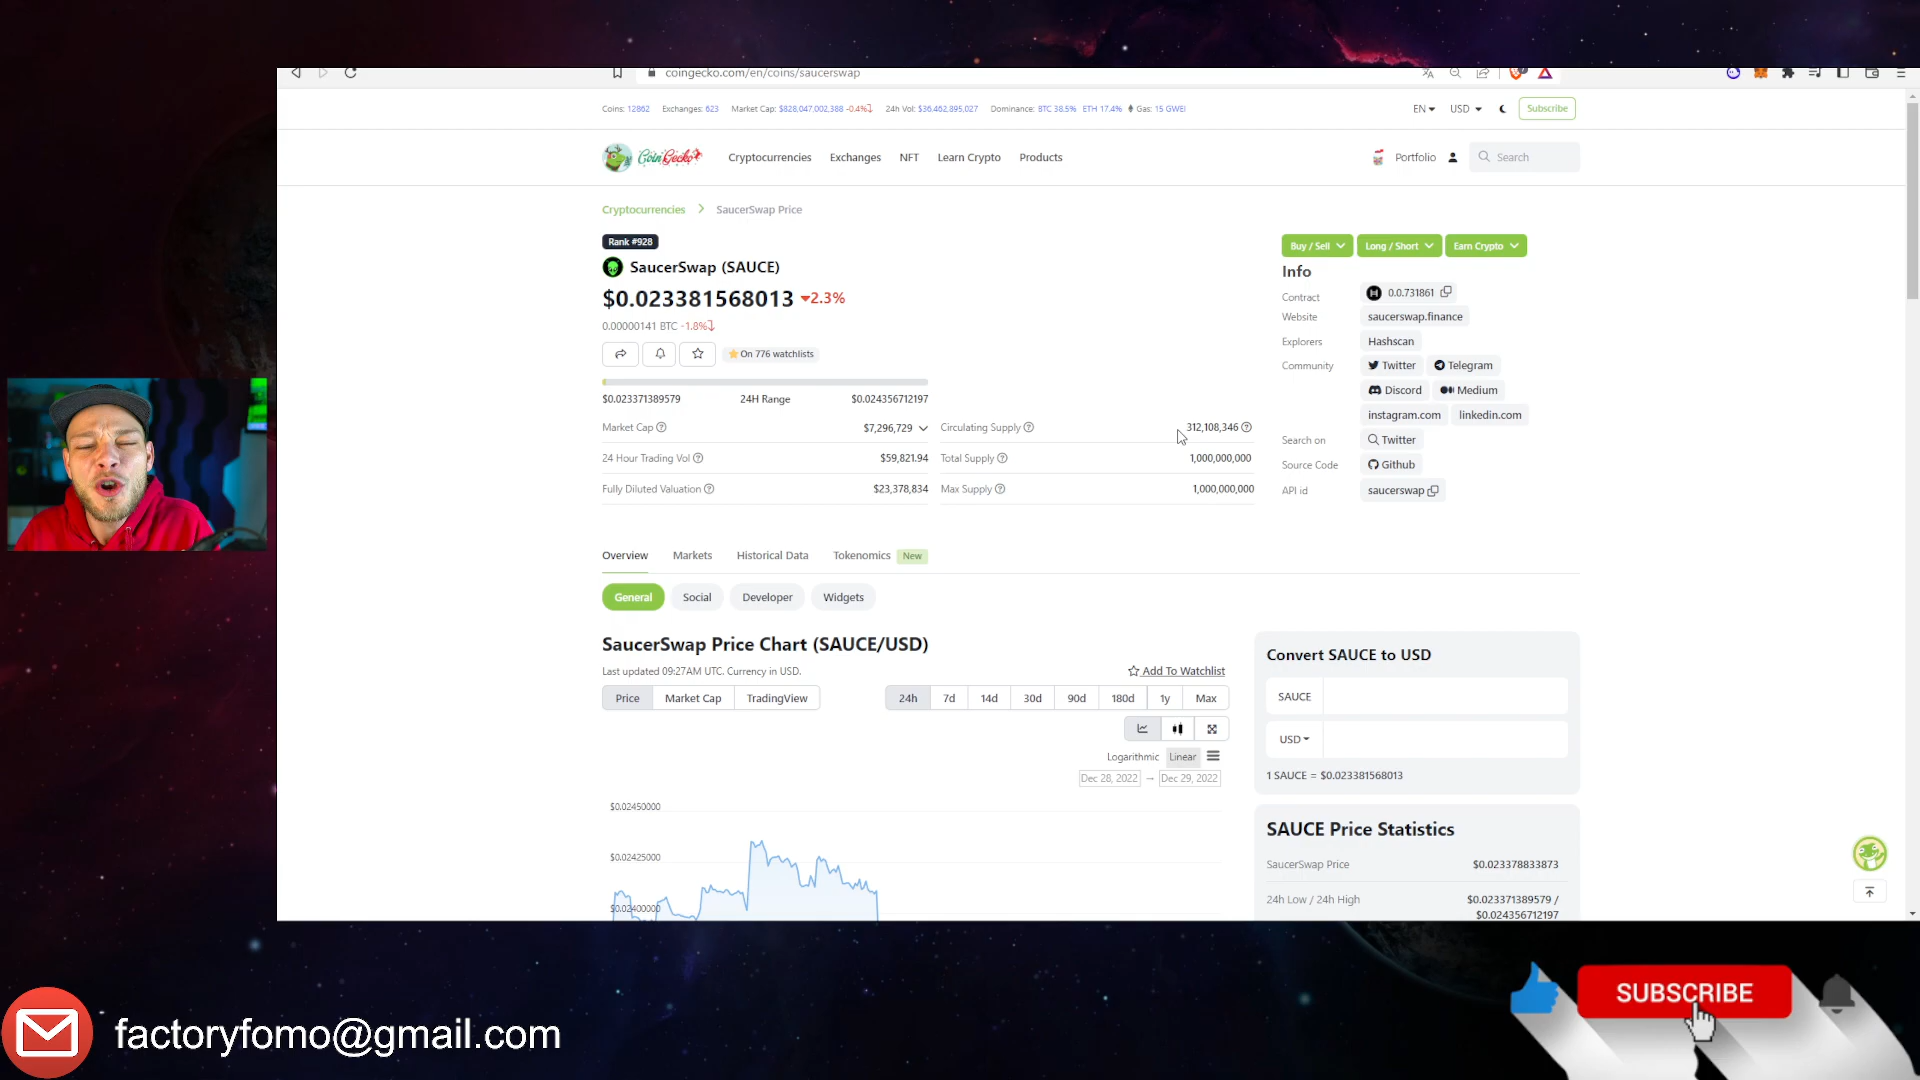 coingecko.com/en/coins/saucerswap
Coins: 12862 Exchanges: 623 Market Cap: $828,047,002,388 -0.4% 24h Vol: $36,462,895,027 Dominance: BTC 38.5% ETH 17.4% Gas: 15 GWEI
EN USD Subscribe
CoinGecko Cryptocurrencies Exchanges NFT Learn Crypto Products Portfolio Search
Cryptocurrencies > SaucerSwap Price
Rank #928
SaucerSwap (SAUCE)
$0.023381568013 2.3%
0.00000141 BTC -1.8%
On 776 watchlists
$0.023371389579 24H Range $0.024356712197
Market Cap $7,296,729
24 Hour Trading Vol $59,821.94
Fully Diluted Valuation $23,378,834
Circulating Supply 312,108,346
Total Supply 1,000,000,000
Max Supply 1,000,000,000
Buy / Sell Long / Short Earn Crypto
Info
Contract 0.0.731861
Website saucerswap.finance
Explorers Hashscan
Community Twitter Telegram
Discord Medium
instagram.com linkedin.com
Search on Twitter
Source Code Github
API id saucerswap
Overview Markets Historical Data Tokenomics New
General Social Developer Widgets
SaucerSwap Price Chart (SAUCE/USD)
Last updated 09:27AM UTC. Currency in USD.
Add To Watchlist
Price Market Cap TradingView 24h 7d 14d 30d 90d 180d 1y Max
Logarithmic Linear
Dec 28, 2022 → Dec 29, 2022
$0.02450000
$0.02425000
$0.02400000
Convert SAUCE to USD
SAUCE
USD
1 SAUCE = $0.023381568013
SAUCE Price Statistics
SaucerSwap Price $0.023378833873
24h Low / 24h High $0.023371389579 /
$0.024356712197
factoryfomo@gmail.com
SUBSCRIBE